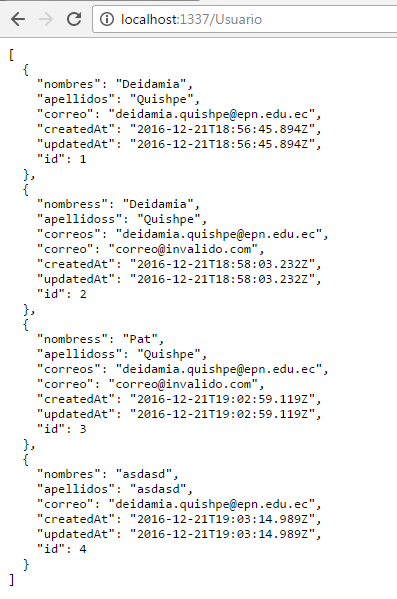 localhost:1337/Usuario
[
  {
    "nombres": "Deidamia",
    "apellidos": "Quishpe",
    "correo": "deidamia.quishpe@epn.edu.ec",
    "createdAt": "2016-12-21T18:56:45.894Z",
    "updatedAt": "2016-12-21T18:56:45.894Z",
    "id": 1
  },
  {
    "nombress": "Deidamia",
    "apellidoss": "Quishpe",
    "correos": "deidamia.quishpe@epn.edu.ec",
    "correo": "correo@invalido.com",
    "createdAt": "2016-12-21T18:58:03.232Z",
    "updatedAt": "2016-12-21T18:58:03.232Z",
    "id": 2
  },
  {
    "nombress": "Pat",
    "apellidoss": "Quishpe",
    "correos": "deidamia.quishpe@epn.edu.ec",
    "correo": "correo@invalido.com",
    "createdAt": "2016-12-21T19:02:59.119Z",
    "updatedAt": "2016-12-21T19:02:59.119Z",
    "id": 3
  },
  {
    "nombres": "asdasd",
    "apellidos": "asdasd",
    "correo": "deidamia.quishpe@epn.edu.ec",
    "createdAt": "2016-12-21T19:03:14.989Z",
    "updatedAt": "2016-12-21T19:03:14.989Z",
    "id": 4
  }
]